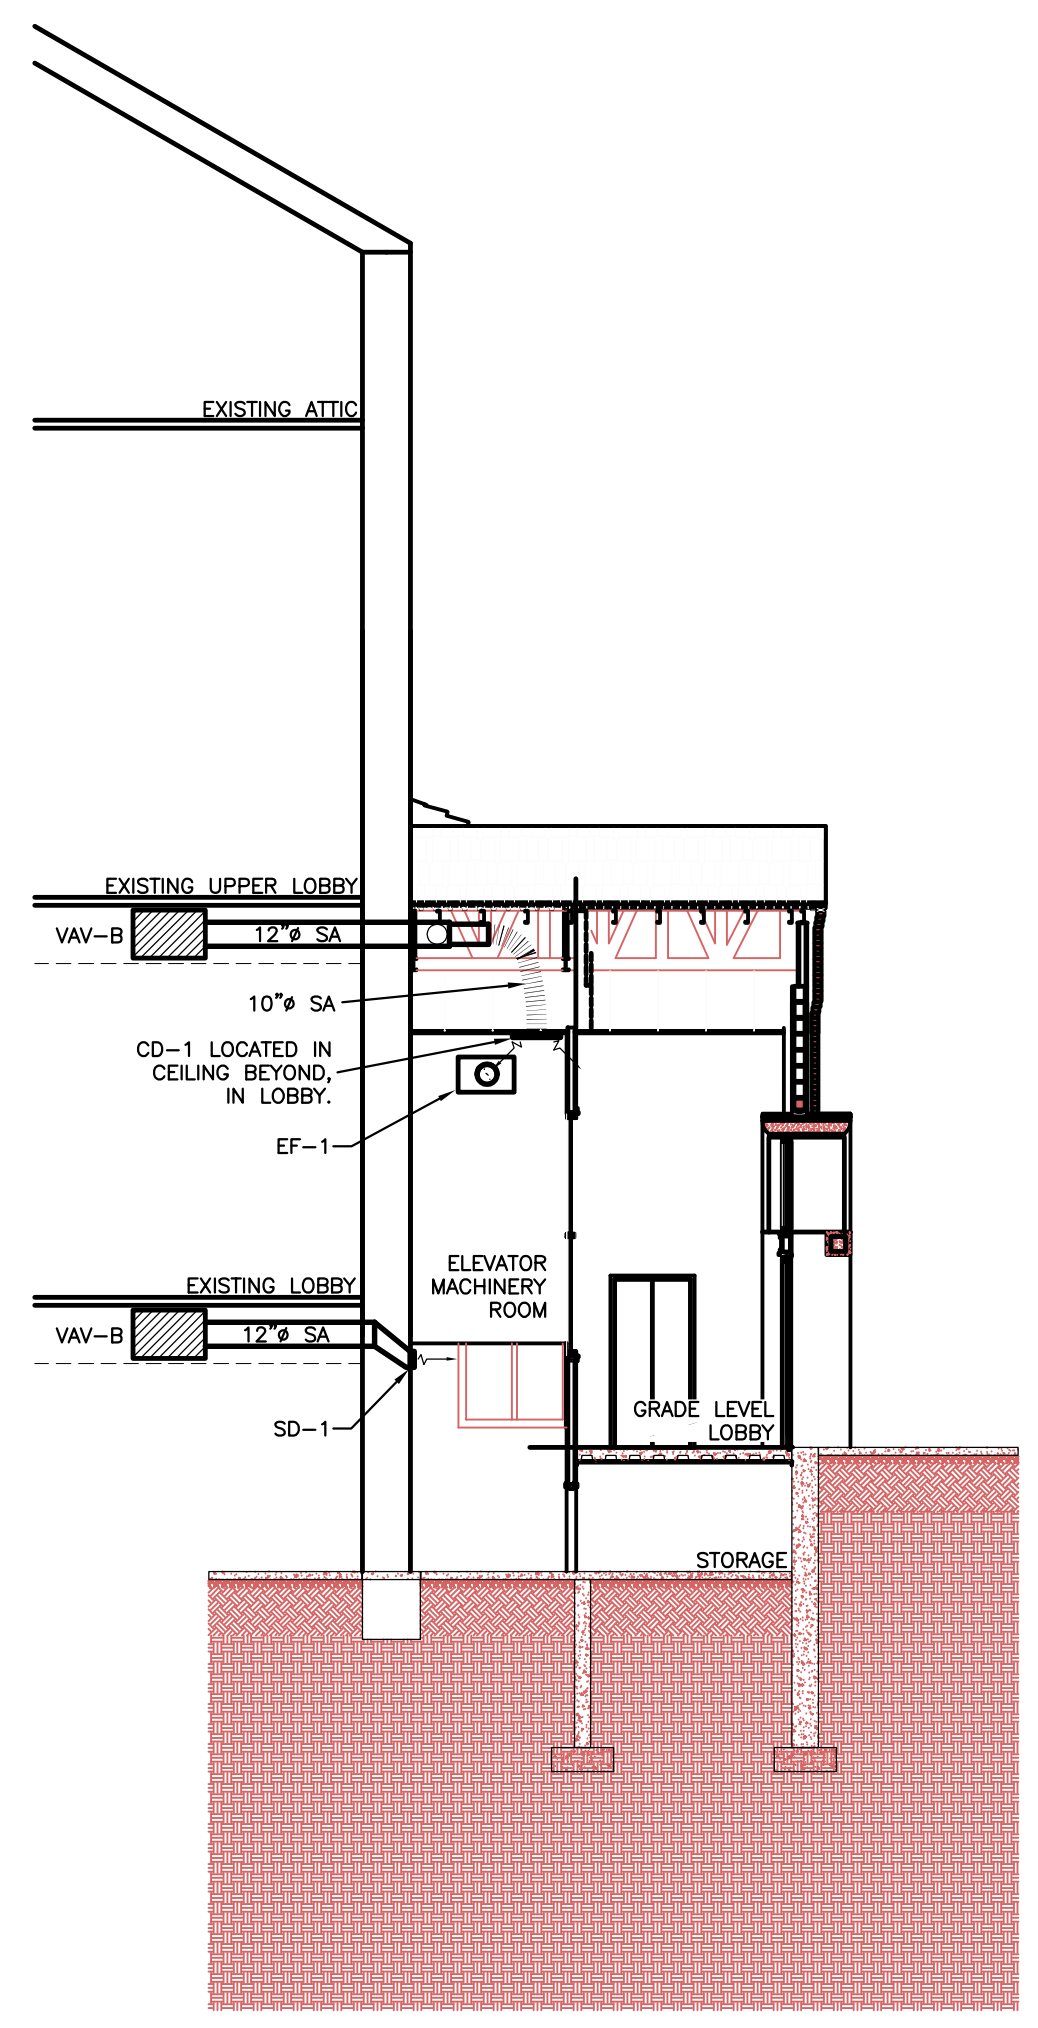 EXISTING ATTIC
EXISTING UPPER LOBBY
VAV-B
12"ø SA
10"ø SA
CD-1 LOCATED IN
CEILING BEYOND,
IN LOBBY.
EF-1
ELEVATOR
MACHINERY
ROOM
EXISTING LOBBY
VAV-B
12"ø SA
SD-1
GRADE LEVEL
LOBBY
STORAGE